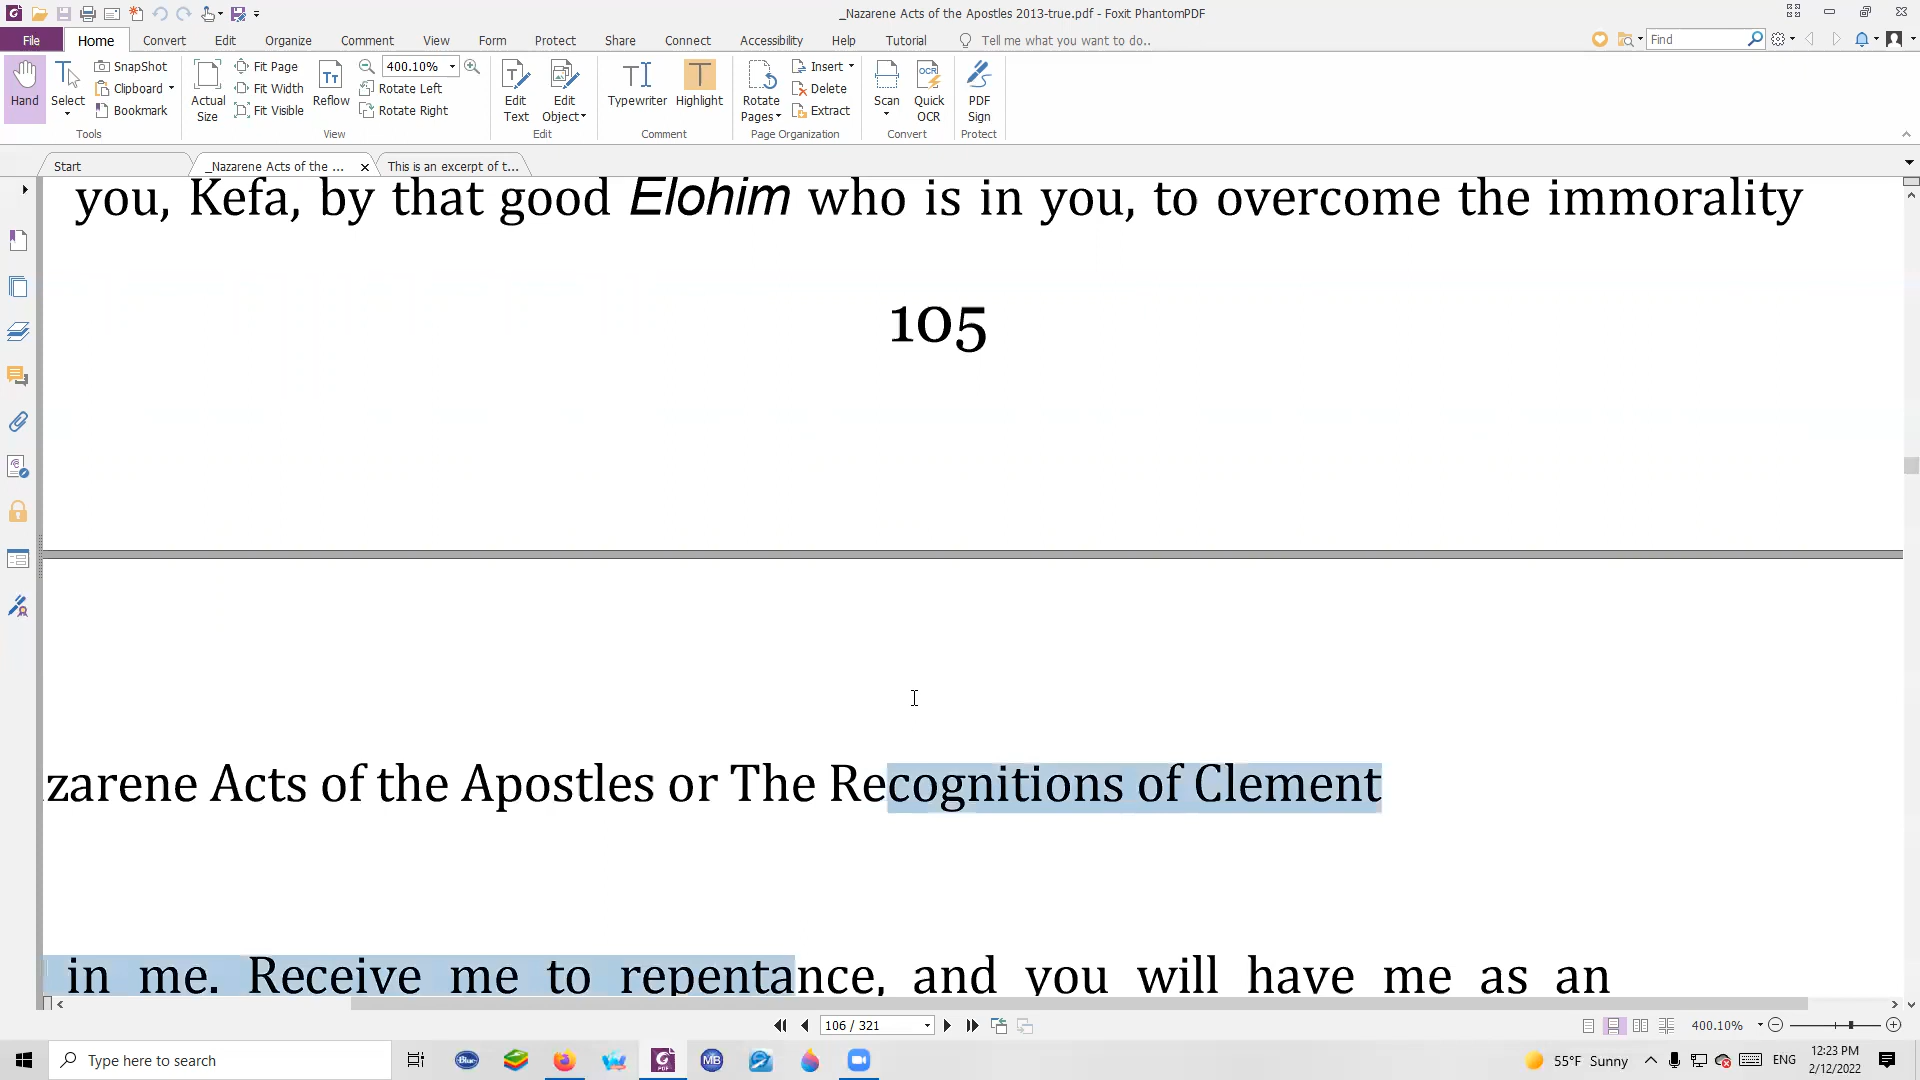 _Nazarene Acts of the Apostles 2013-true.pdf - Foxit PhantomPDF
File Home Convert Edit Organize Comment View Form Protect Share Connect Accessibility Help Tutorial Tell me what you want to do.. Find
Hand
Select
Tools
SnapShot
Clipboard
Bookmark
Actual Size
Fit Page
Fit Width
Fit Visible
Reflow
400.10%
Rotate Left
Rotate Right
View
Edit Text
Edit Object
Edit
Typewriter
Highlight
Comment
Rotate Pages
Insert
Delete
Extract
Page Organization
Scan
Quick OCR
Convert
PDF Sign
Protect
Start
_Nazarene Acts of the ...
This is an excerpt of t...
you, Kefa, by that good Elohim who is in you, to overcome the immorality
105
zarene Acts of the Apostles or The Recognitions of Clement
in me. Receive me to repentance, and you will have me as an
106 / 321
400.10%
Type here to search
Blue
PDF
MB
55°F Sunny
ENG
12:23 PM
2/12/2022